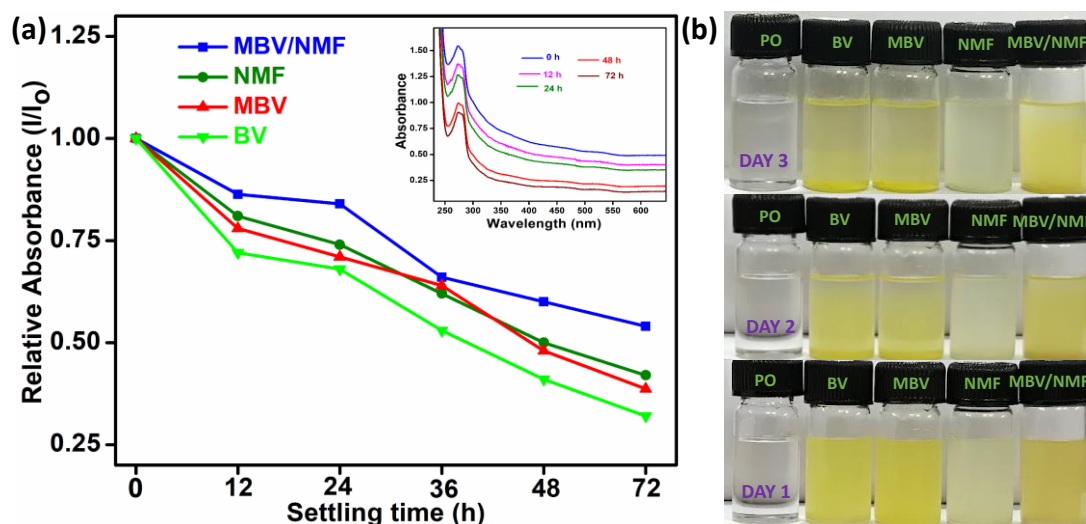 (a)
1.25
1.00
0.75
0.50
0.25
Relative Absorbance (I/I₀)
MBV/NMF
NMF
MBV
BV
0 12 24 36 48 72
Settling time (h)
1.50
1.25
1.00
0.75
0.50
0.25
Absorbance
0 h
12 h
24 h
48 h
72 h
250 300 350 400 450 500 550 600
Wavelength (nm)
(b)
PO BV MBV NMF MBV/NMF
DAY 3
PO BV MBV NMF MBV/NMF
DAY 2
PO BV MBV NMF MBV/NMF
DAY 1